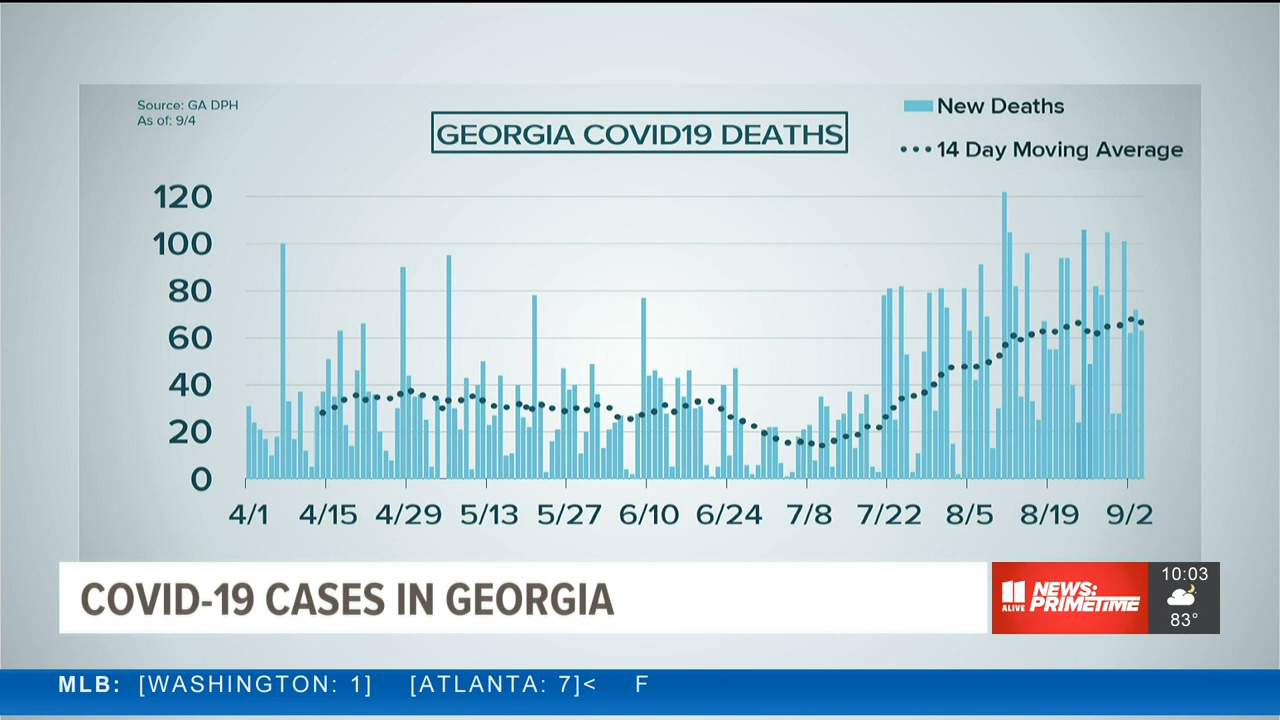 Source: GA DPH
As of: 9/4
GEORGIA COVID19 DEATHS
New Deaths
14 Day Moving Average
120
100
80
60
40
20
0
4/1 4/15 4/29 5/13 5/27 6/10 6/24 7/8 7/22 8/5 8/19 9/2
COVID-19 CASES IN GEORGIA
11 ALIVE
NEWS:
PRIMETIME
10:03
83°
MLB: [WASHINGTON: 1] [ATLANTA: 7]< F